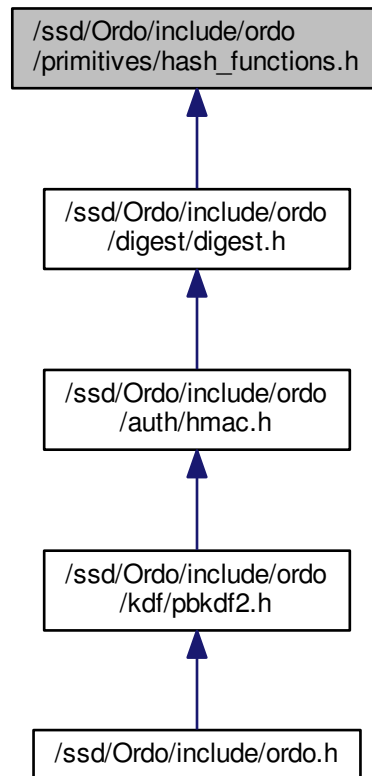 /ssd/Ordo/include/ordo
/primitives/hash_functions.h
/ssd/Ordo/include/ordo
/digest/digest.h
/ssd/Ordo/include/ordo
/auth/hmac.h
/ssd/Ordo/include/ordo
/kdf/pbkdf2.h
/ssd/Ordo/include/ordo.h